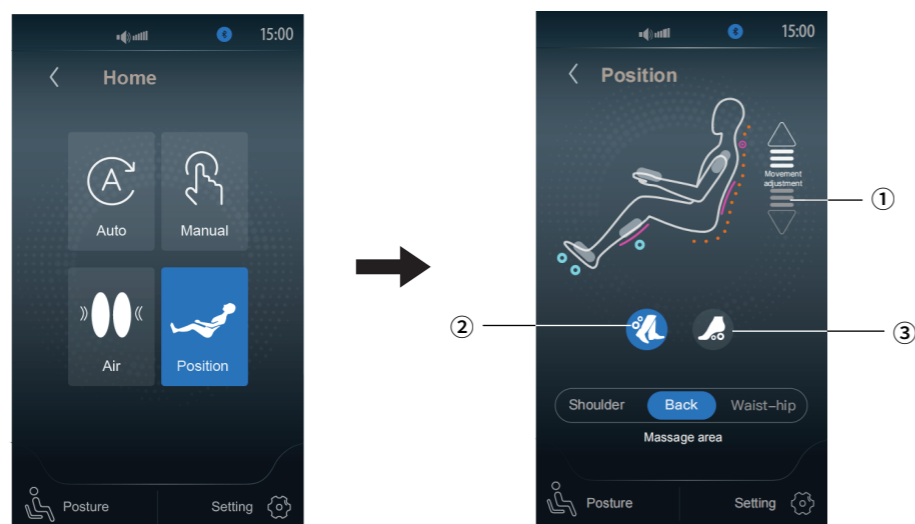 15:00
Home
A
Auto
Manual
Air
Position
Posture
Setting
15:00
Position
Movement
adjustment
①
②
③
Shoulder
Back
Waist-hip
Massage area
Posture
Setting